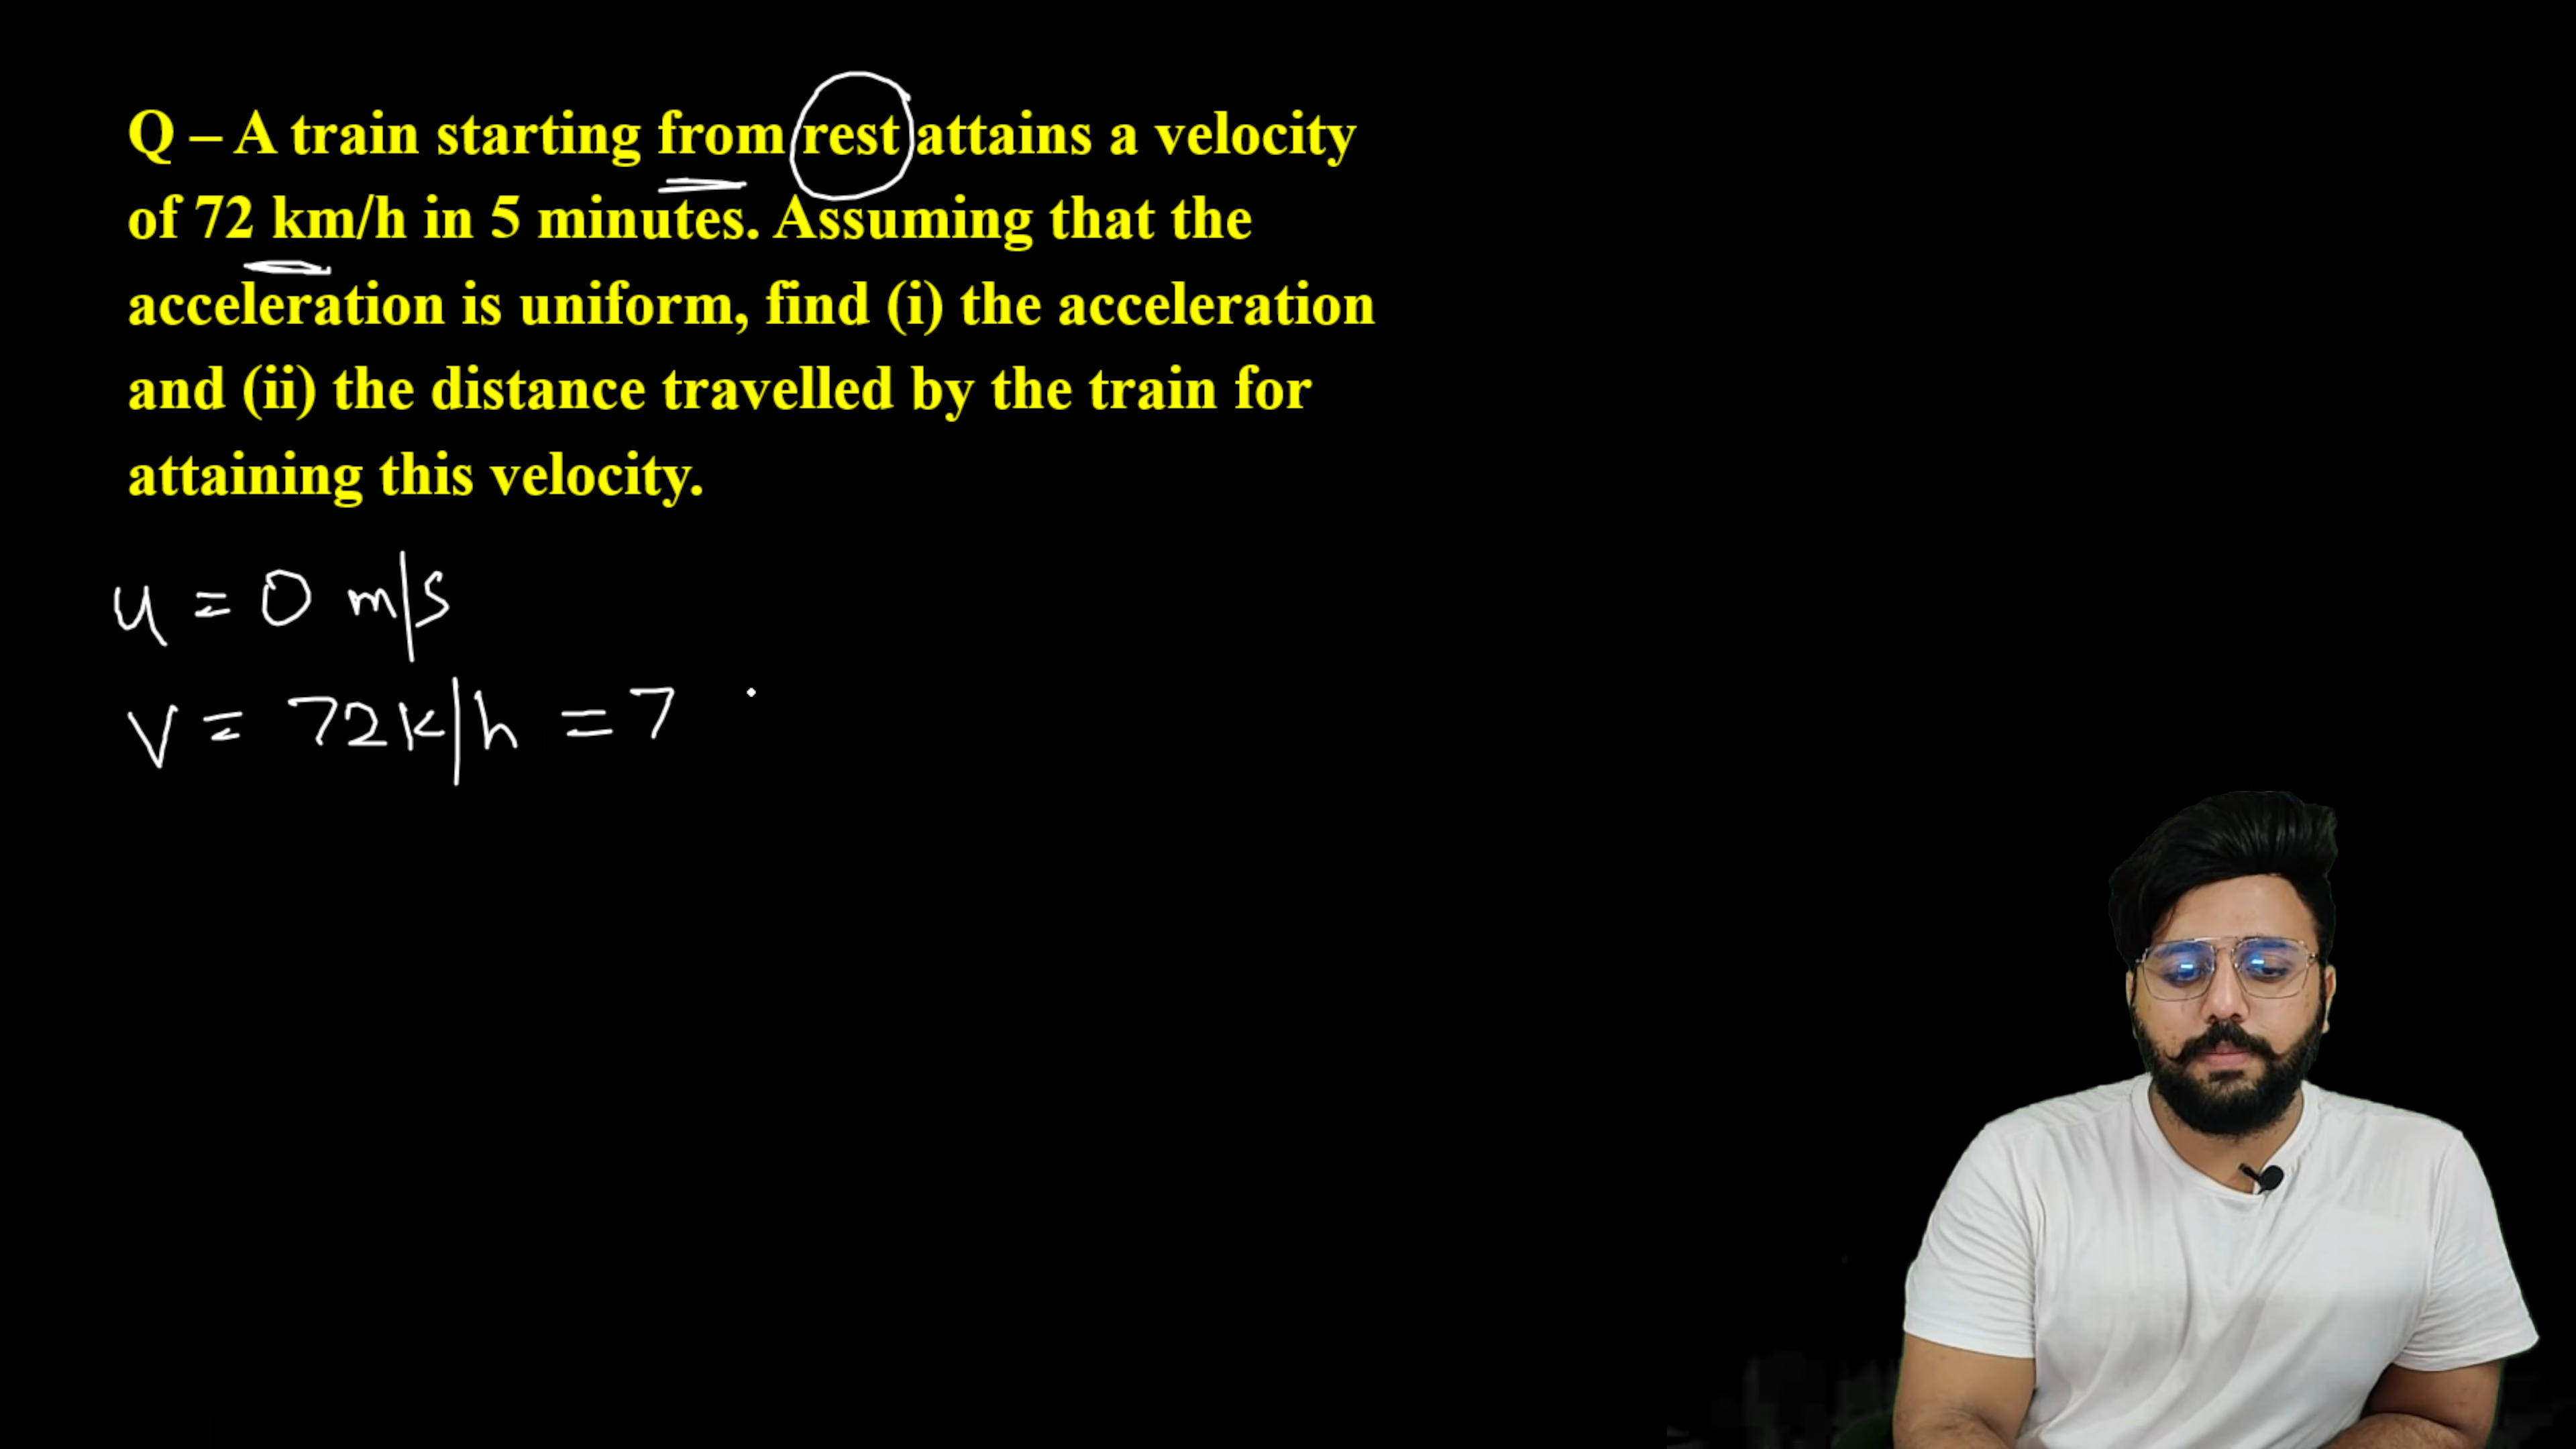 Q – A train starting from rest attains a velocity
of 72 km/h in 5 minutes. Assuming that the
acceleration is uniform, find (i) the acceleration
and (ii) the distance travelled by the train for
attaining this velocity.
u = 0 m/s
v = 72k/h = 7